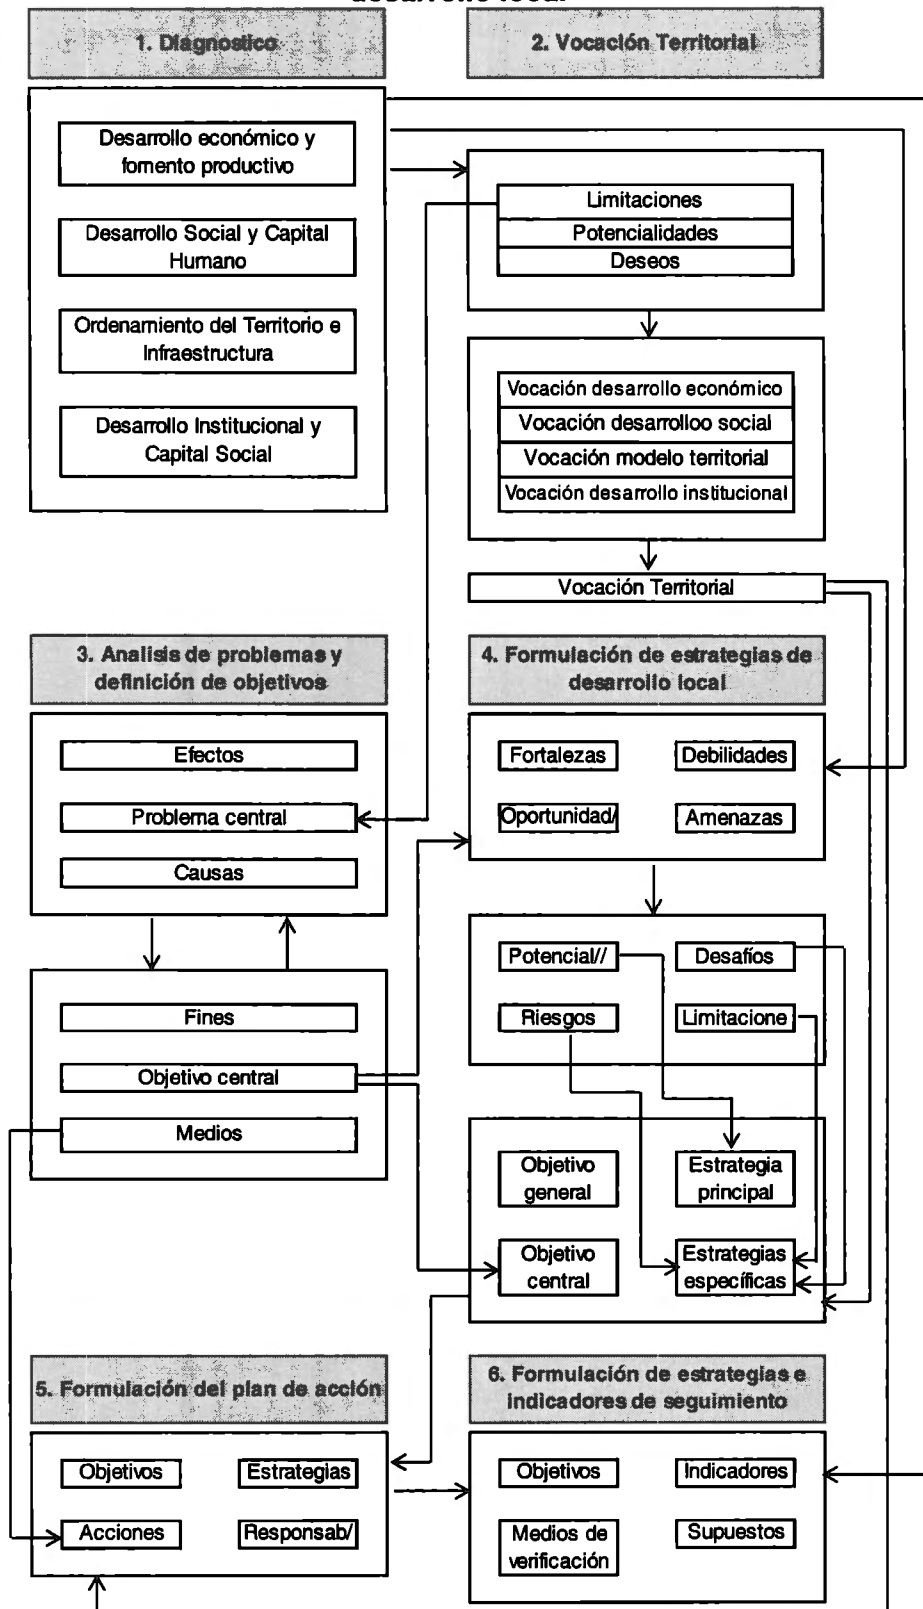 desarrollo local
1. Diagnostico
2. Vocación Territorial
Desarrollo económico y
fomento productivo
Desarrollo Social y Capital
Humano
Ordenamiento del Territorio e
Infraestructura
Desarrollo Institucional y
Capital Social
Limitaciones
Potencialidades
Deseos
Vocación desarrollo económico
Vocación desarrolloo social
Vocación modelo territorial
Vocación desarrollo institucional
Vocación Territorial
3. Analisis de problemas y
definición de objetivos
Efectos
Problema central
Causas
Fines
Objetivo central
Medios
4. Formulación de estrategias de
desarrollo local
Fortalezas
Debilidades
Oportunidad/
Amenazas
Potencial//
Desafíos
Riesgos
Limitacione
Objetivo
general
Estrategia
principal
Objetivo
central
Estrategias
específicas
5. Formulación del plan de acción
Objetivos
Estrategias
Acciones
Responsab/
6. Formulación de estrategias e
indicadores de seguimiento
Objetivos
Indicadores
Medios de
verificación
Supuestos